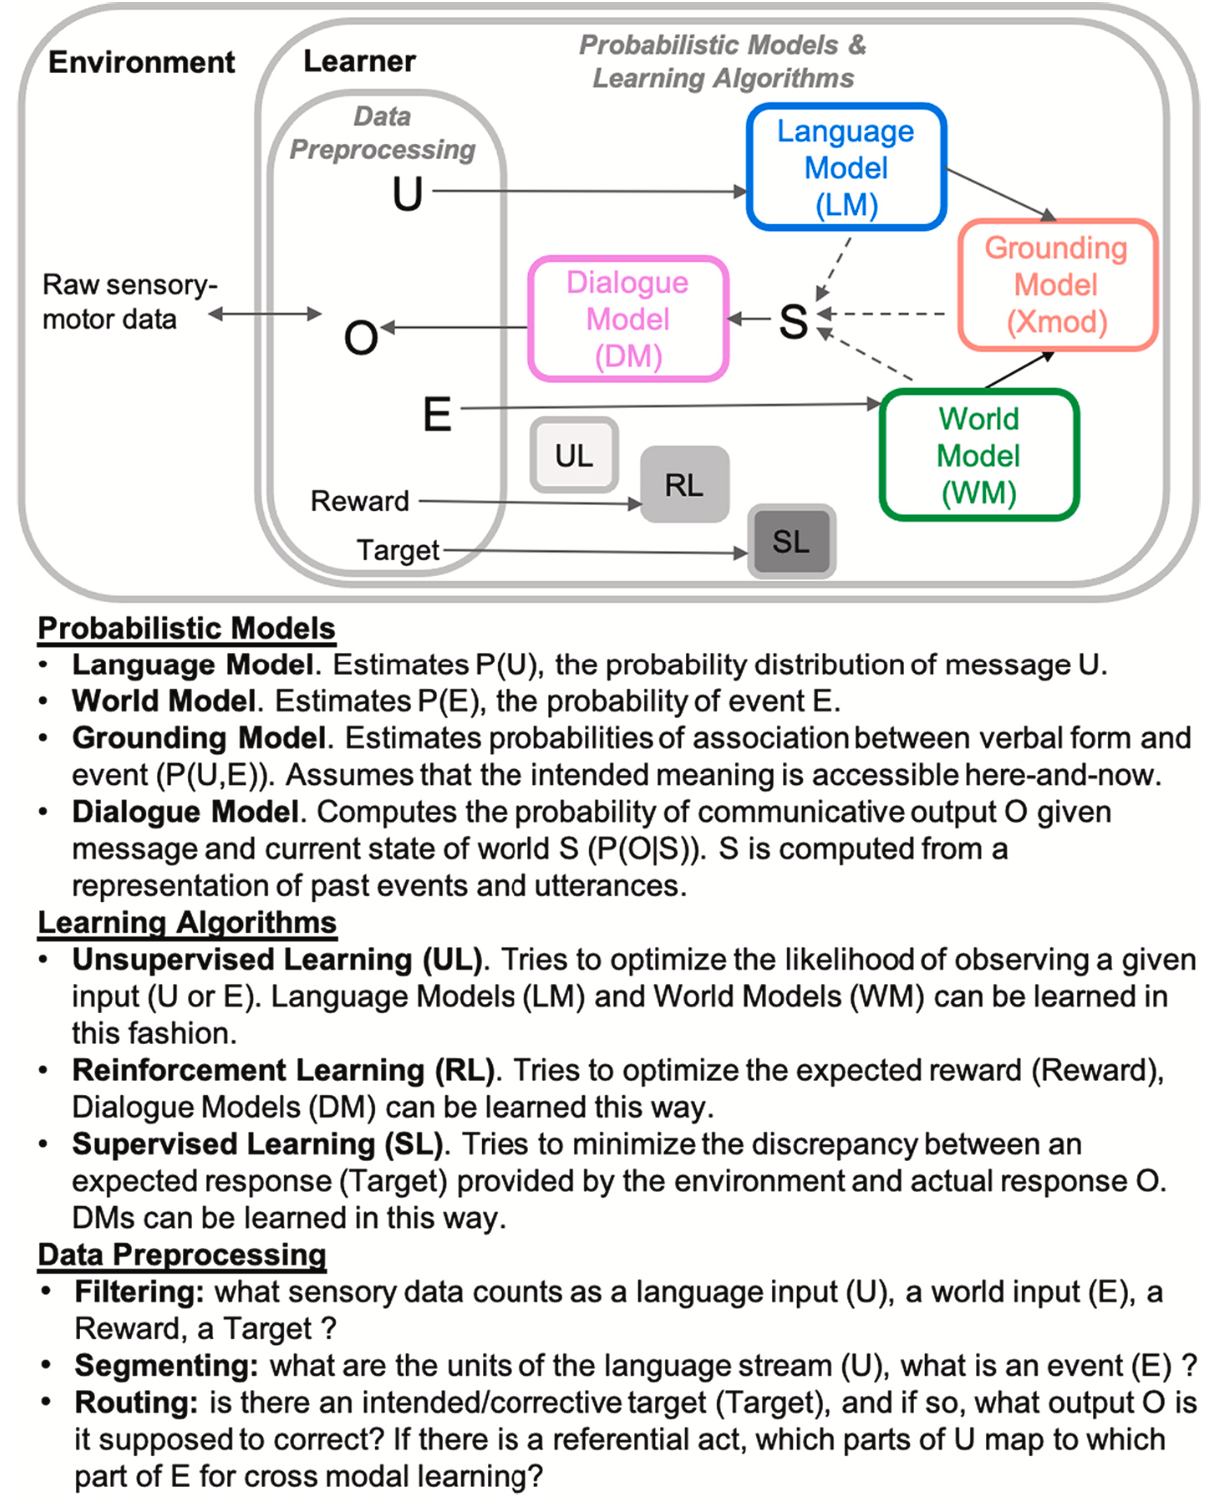 Environment
Learner
Probabilistic Models &
Learning Algorithms
Data
Preprocessing
U
Language
Model
(LM)
Grounding
Model
(Xmod)
Raw sensory-
motor data
O
Dialogue
Model
(DM)
S
E
World
Model
(WM)
UL
RL
SL
Reward
Target
Probabilistic Models
• Language Model. Estimates P(U), the probability distribution of message U.
• World Model. Estimates P(E), the probability of event E.
• Grounding Model. Estimates probabilities of association between verbal form and
event (P(U,E)). Assumes that the intended meaning is accessible here-and-now.
• Dialogue Model. Computes the probability of communicative output O given
message and current state of world S (P(O|S)). S is computed from a
representation of past events and utterances.
Learning Algorithms
• Unsupervised Learning (UL). Tries to optimize the likelihood of observing a given
input (U or E). Language Models (LM) and World Models (WM) can be learned in
this fashion.
• Reinforcement Learning (RL). Tries to optimize the expected reward (Reward),
Dialogue Models (DM) can be learned this way.
• Supervised Learning (SL). Tries to minimize the discrepancy between an
expected response (Target) provided by the environment and actual response O.
DMs can be learned in this way.
Data Preprocessing
• Filtering: what sensory data counts as a language input (U), a world input (E), a
Reward, a Target ?
• Segmenting: what are the units of the language stream (U), what is an event (E) ?
• Routing: is there an intended/corrective target (Target), and if so, what output O is
it supposed to correct? If there is a referential act, which parts of U map to which
part of E for cross modal learning?